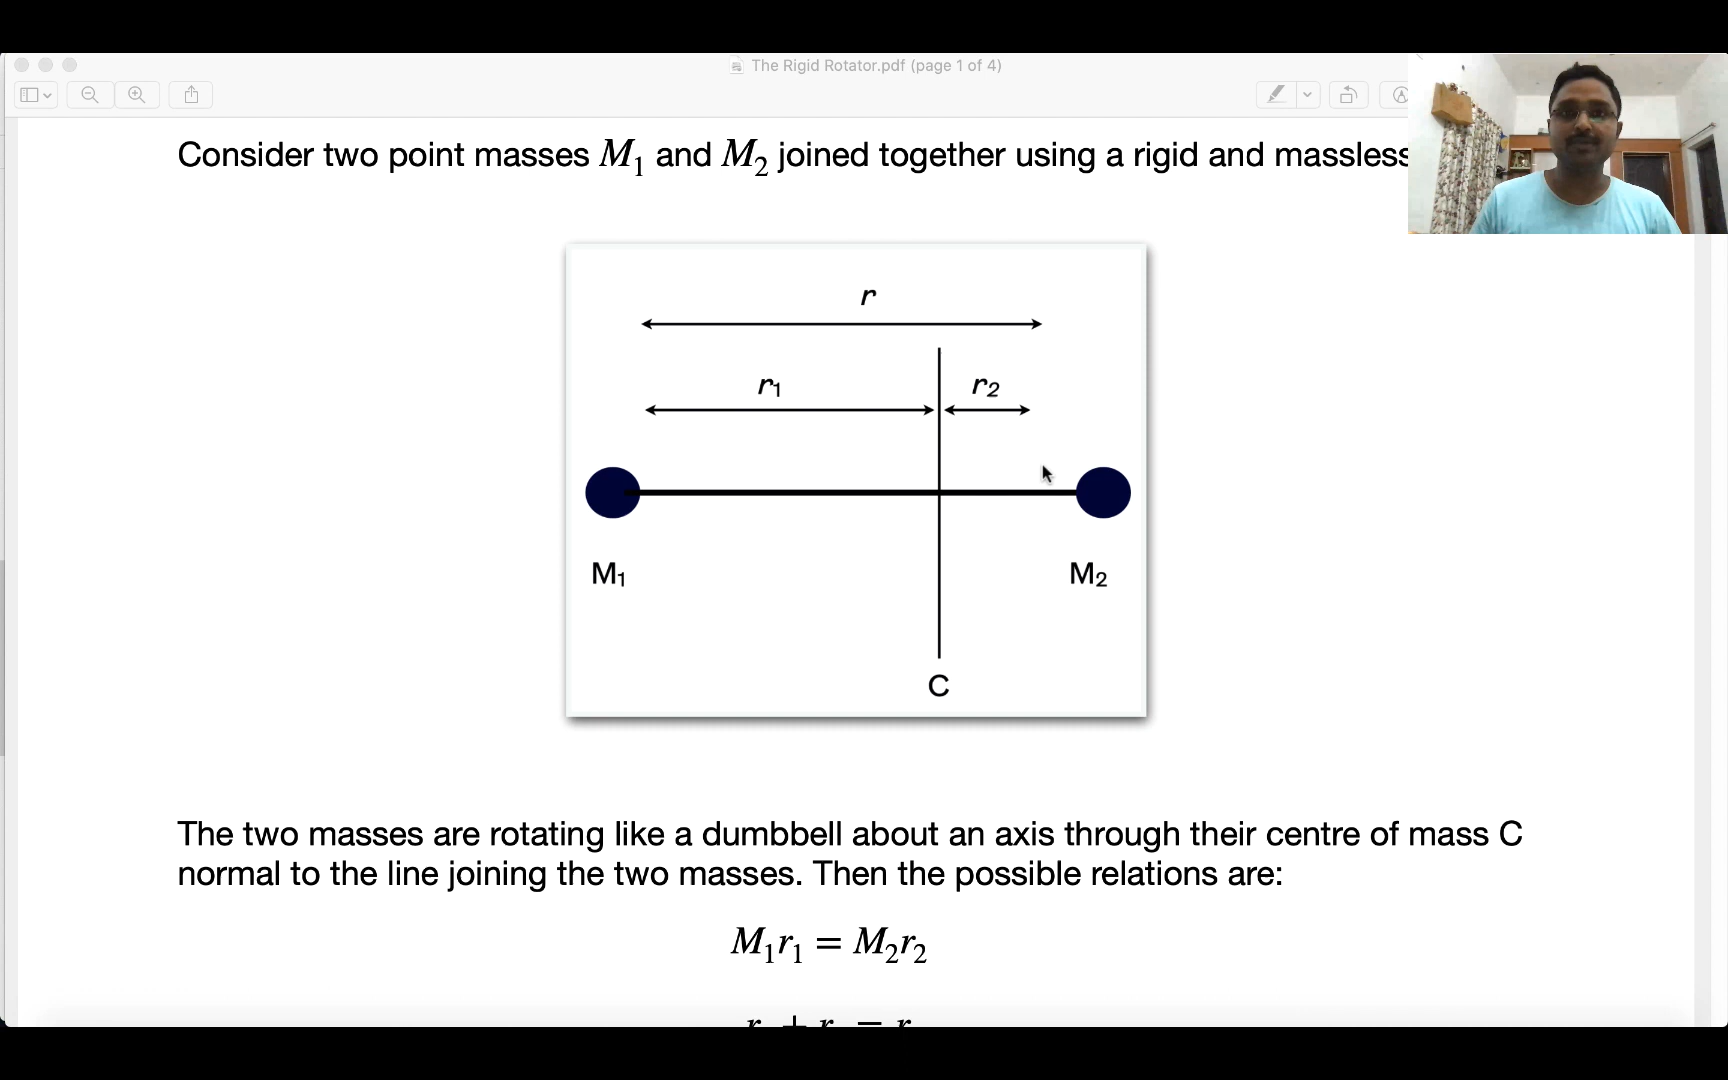 The Rigid Rotator.pdf (page 1 of 4)
Consider two point masses M₁ and M₂ joined together using a rigid and massless
r
r₁ r₂
M₁ M₂
C
The two masses are rotating like a dumbbell about an axis through their centre of mass C
normal to the line joining the two masses. Then the possible relations are:
M₁r₁ = M₂r₂